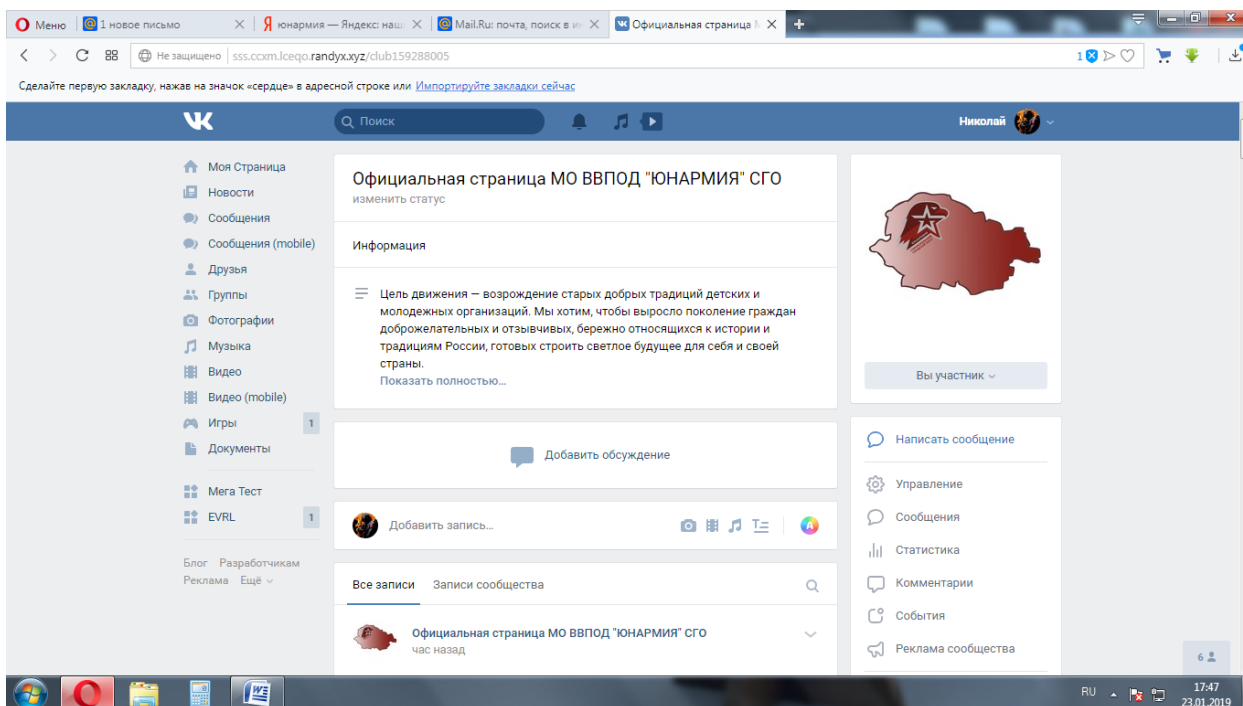 Меню
1 новое письмо
юнармия — Яндекс: наш
Mail.Ru: почта, поиск в ин
Официальная страница М
Не защищено sss.ccxm.lceqo.randyx.xyz/club159288005
1
Сделайте первую закладку, нажав на значок «сердце» в адресной строке или Импортируйте закладки сейчас
Поиск
Николай
Моя Страница
Новости
Сообщения
Сообщения (mobile)
Друзья
Группы
Фотографии
Музыка
Видео
Видео (mobile)
Игры 1
Документы
Мега Тест
EVRL 1
Блог Разработчикам
Реклама Ещё
Официальная страница МО ВВПОД "ЮНАРМИЯ" СГО
изменить статус
Информация
Цель движения — возрождение старых добрых традиций детских и
молодежных организаций. Мы хотим, чтобы выросло поколение граждан
доброжелательных и отзывчивых, бережно относящихся к истории и
традициям России, готовых строить светлое будущее для себя и своей
страны.
Показать полностью...
Добавить обсуждение
Добавить запись...
Все записи Записи сообщества
Официальная страница МО ВВПОД "ЮНАРМИЯ" СГО
час назад
Вы участник
Написать сообщение
Управление
Сообщения
Статистика
Комментарии
События
Реклама сообщества
6
RU
17:47
23.01.2019